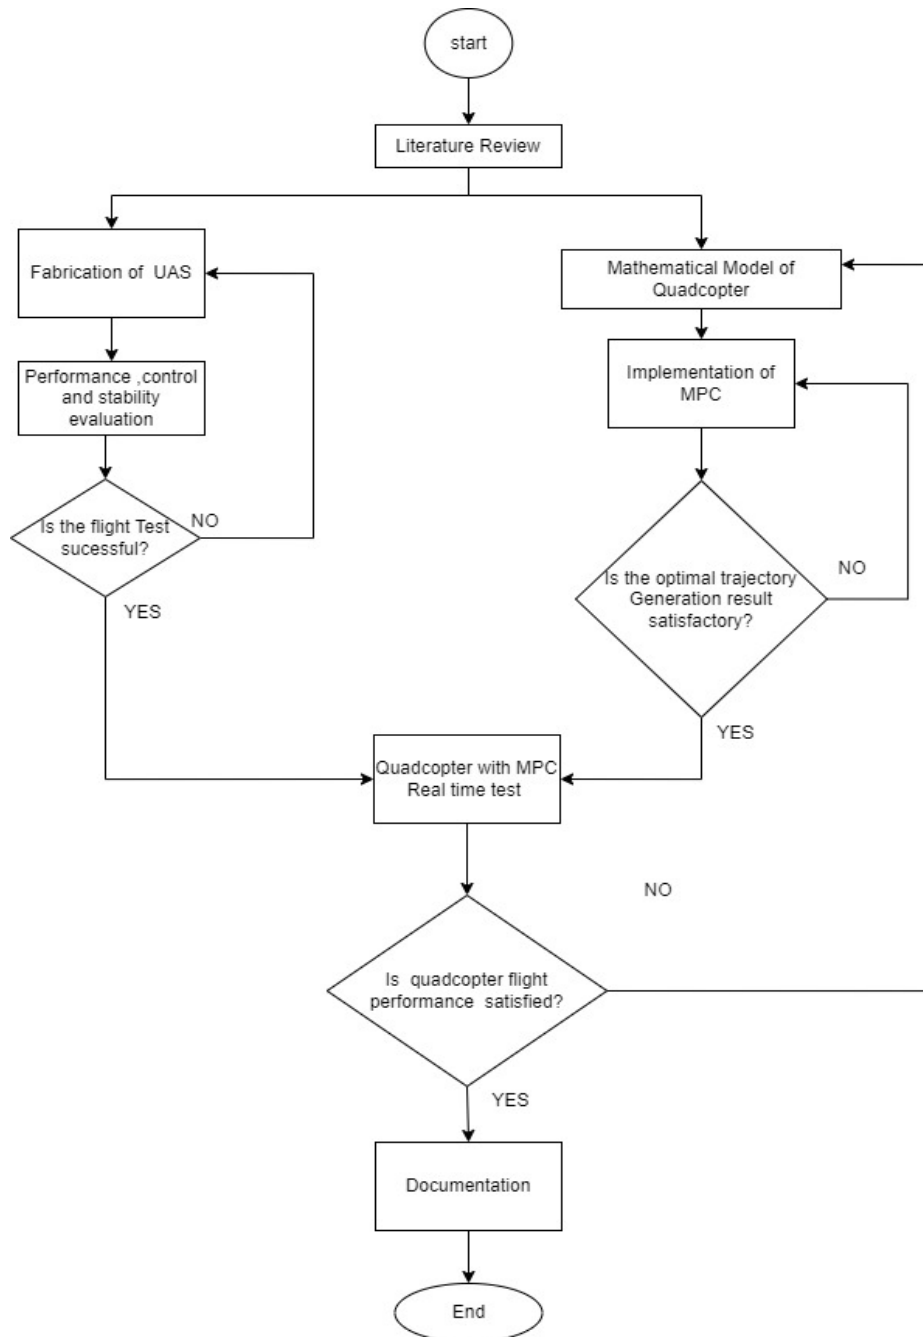 start
Literature Review
Fabrication of UAS
Mathematical Model of
Quadcopter
Performance ,control
and stability
evaluation
Implementation of
MPC
Is the flight Test
sucessful?
NO
YES
Is the optimal trajectory
Generation result
satisfactory?
NO
YES
Quadcopter with MPC
Real time test
NO
Is quadcopter flight
performance satisfied?
YES
Documentation
End